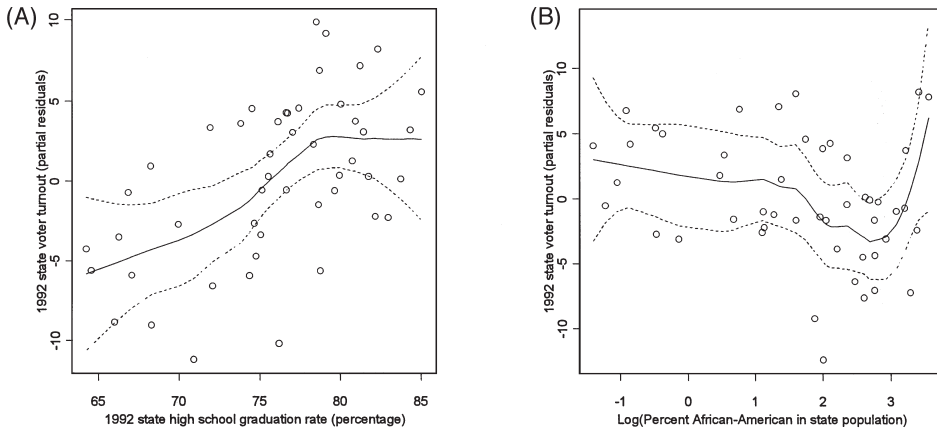 (A)
1992 state voter turnout (partial residuals)
10
5
0
-5
-10
65 70 75 80 85
1992 state high school graduation rate (percentage)
(B)
1992 state voter turnout (partial residuals)
10
5
0
-5
-10
-1 0 1 2 3
Log(Percent African-American in state population)